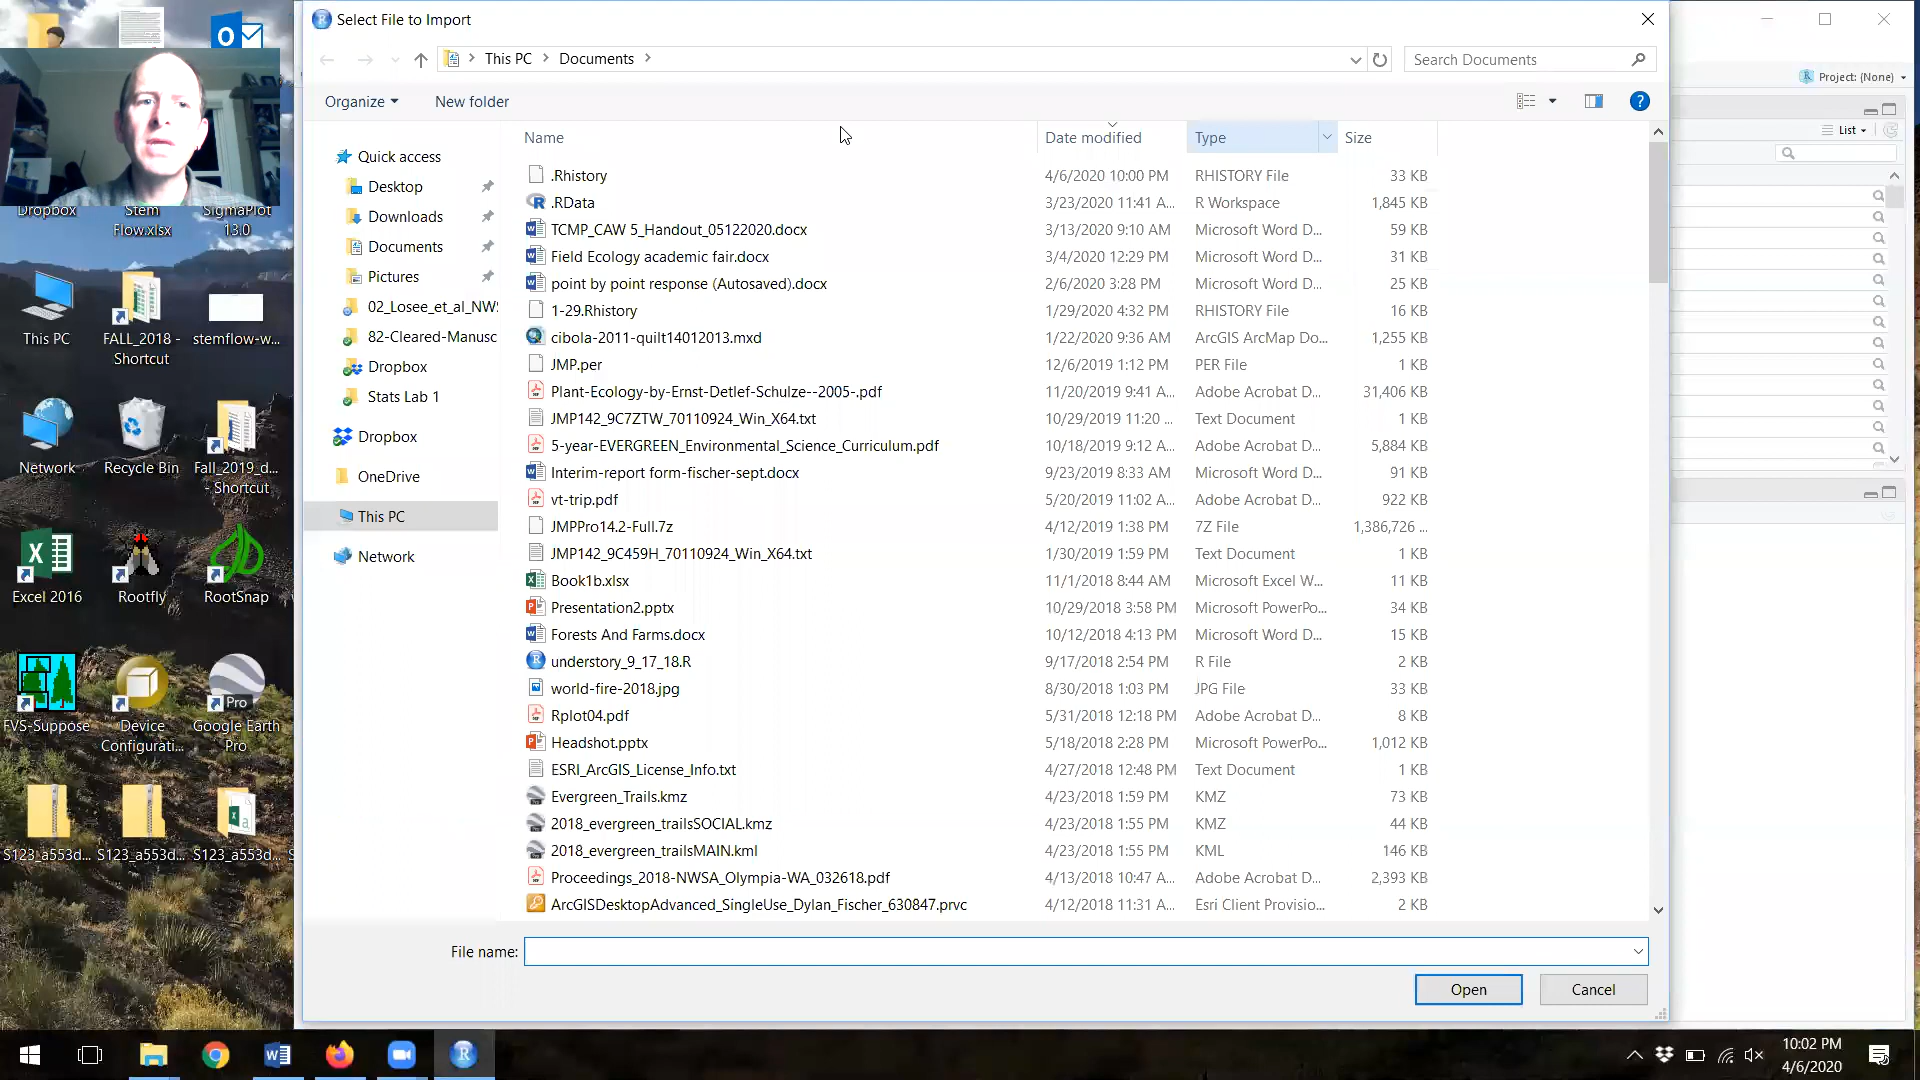 Select File to Import
This PC
Documents
Search Documents
Organize
New folder
Project: (None)
List
Name
Date modified
Type
Size
Quick access
Desktop
Downloads
Documents
Pictures
02_Losee_et_al_NWS
82-Cleared-Manusc
Dropbox
Stats Lab 1
Dropbox
OneDrive
This PC
Network
.Rhistory 4/6/2020 10:00 PM RHISTORY File 33 KB
.RData 3/23/2020 11:41 A... R Workspace 1,845 KB
TCMP_CAW 5_Handout_05122020.docx 3/13/2020 9:10 AM Microsoft Word D... 59 KB
Field Ecology academic fair.docx 3/4/2020 12:29 PM Microsoft Word D... 31 KB
point by point response (Autosaved).docx 2/6/2020 3:28 PM Microsoft Word D... 25 KB
1-29.Rhistory 1/29/2020 4:32 PM RHISTORY File 16 KB
cibola-2011-quilt14012013.mxd 1/22/2020 9:36 AM ArcGIS ArcMap Do... 1,255 KB
JMP.per 12/6/2019 1:12 PM PER File 1 KB
Plant-Ecology-by-Ernst-Detlef-Schulze--2005-.pdf 11/20/2019 9:41 A... Adobe Acrobat D... 31,406 KB
JMP142_9C7ZTW_70110924_Win_X64.txt 10/29/2019 11:20 ... Text Document 1 KB
5-year-EVERGREEN_Environmental_Science_Curriculum.pdf 10/18/2019 9:12 A... Adobe Acrobat D... 5,884 KB
Interim-report form-fischer-sept.docx 9/23/2019 8:33 AM Microsoft Word D... 91 KB
vt-trip.pdf 5/20/2019 11:02 A... Adobe Acrobat D... 922 KB
JMPPro14.2-Full.7z 4/12/2019 1:38 PM 7Z File 1,386,726 ...
JMP142_9C459H_70110924_Win_X64.txt 1/30/2019 1:59 PM Text Document 1 KB
Book1b.xlsx 11/1/2018 8:44 AM Microsoft Excel W... 11 KB
Presentation2.pptx 10/29/2018 3:58 PM Microsoft PowerPo... 34 KB
Forests And Farms.docx 10/12/2018 4:13 PM Microsoft Word D... 15 KB
understory_9_17_18.R 9/17/2018 2:54 PM R File 2 KB
world-fire-2018.jpg 8/30/2018 1:03 PM JPG File 33 KB
Rplot04.pdf 5/31/2018 12:18 PM Adobe Acrobat D... 8 KB
Headshot.pptx 5/18/2018 2:28 PM Microsoft PowerPo... 1,012 KB
ESRI_ArcGIS_License_Info.txt 4/27/2018 12:48 PM Text Document 1 KB
Evergreen_Trails.kmz 4/23/2018 1:59 PM KMZ 73 KB
2018_evergreen_trailsSOCIAL.kmz 4/23/2018 1:55 PM KMZ 44 KB
2018_evergreen_trailsMAIN.kml 4/23/2018 1:55 PM KML 146 KB
Proceedings_2018-NWSA_Olympia-WA_032618.pdf 4/13/2018 10:47 A... Adobe Acrobat D... 2,393 KB
ArcGISDesktopAdvanced_SingleUse_Dylan_Fischer_630847.prvc 4/12/2018 11:31 A... Esri Client Provisio... 2 KB
File name:
Open
Cancel
Dropbox
Stem Flow.xlsx
SigmaPlot 13.0
This PC
FALL_2018 - Shortcut
stemflow-w...
Network
Recycle Bin
Fall_2019_d... - Shortcut
Excel 2016
Rootfly
RootSnap
FVS-Suppose
Device Configurati...
Google Earth Pro
Pro
S123_a553d...
S123_a553d...
S123_a553d...
10:02 PM
4/6/2020